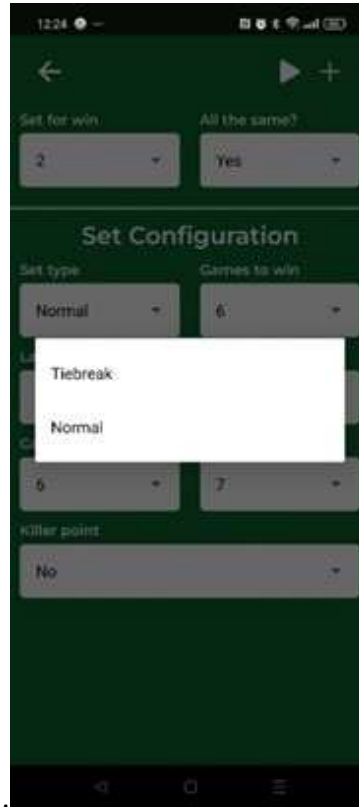 12:24
Set for win All the same?
2 Yes
Set Configuration
Set type Games to win
Normal 6
Tiebreak
Normal
6 7
Killer point
No